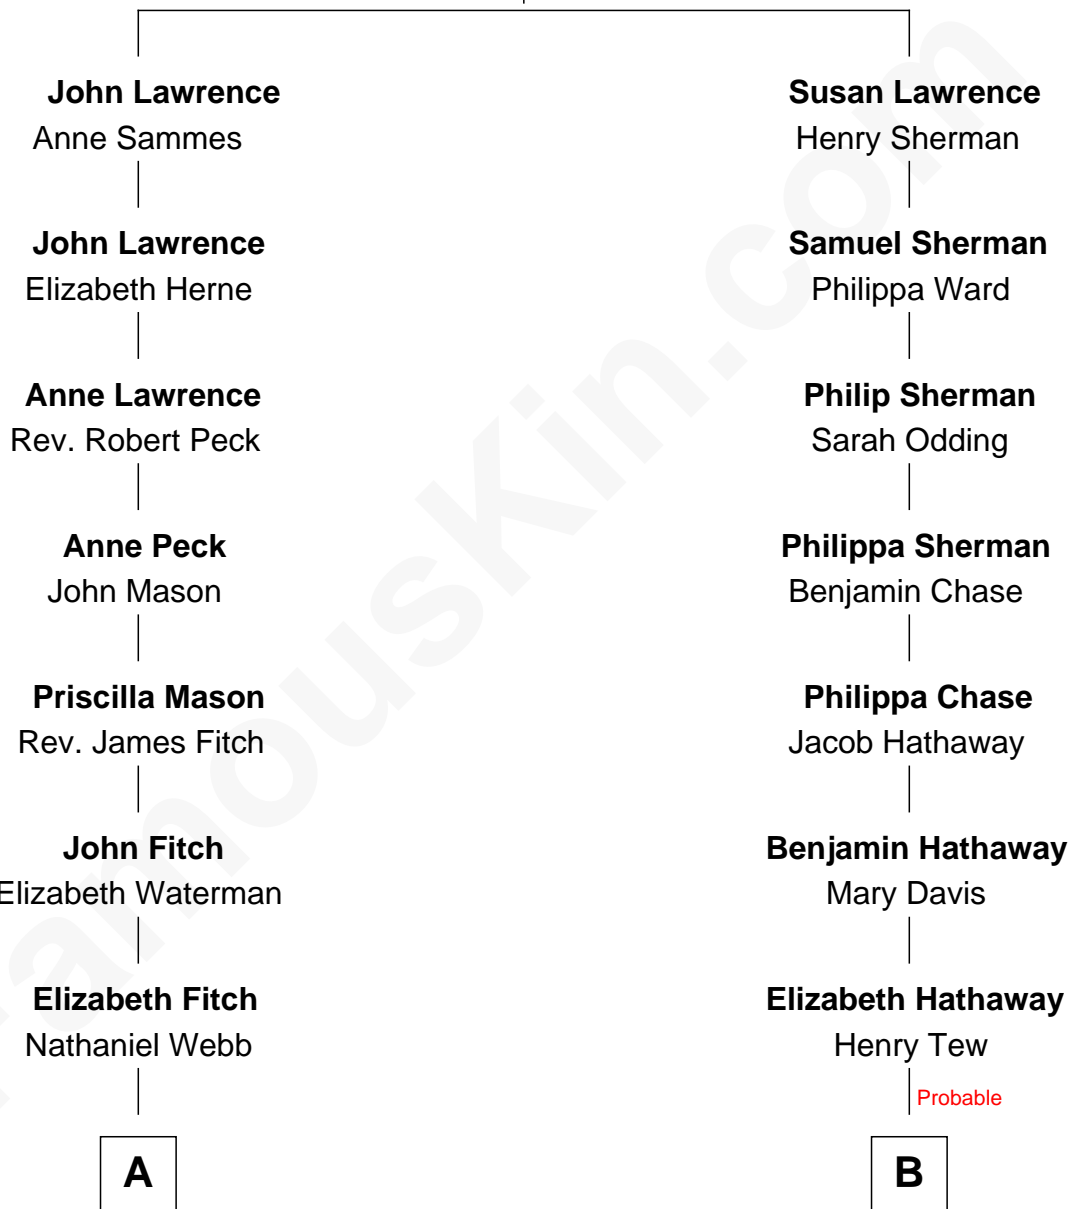 John Lawrence
Anne Sammes
John Lawrence
Elizabeth Herne
Anne Lawrence
Rev. Robert Peck
Anne Peck
John Mason
Priscilla Mason
Rev. James Fitch
John Fitch
Elizabeth Waterman
Elizabeth Fitch
Nathaniel Webb
A
Susan Lawrence
Henry Sherman
Samuel Sherman
Philippa Ward
Philip Sherman
Sarah Odding
Philippa Sherman
Benjamin Chase
Philippa Chase
Jacob Hathaway
Benjamin Hathaway
Mary Davis
Elizabeth Hathaway
Henry Tew
Probable
B
FamousKin.com